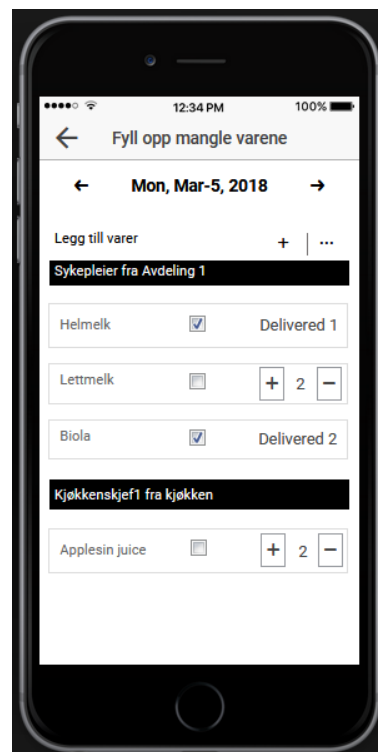 12:34 PM 100%
Fyll opp mangle varene
Mon, Mar-5, 2018
Legg till varer + ...
Sykepleier fra Avdeling 1
Helmelk Delivered 1
Lettmelk + 2 −
Biola Delivered 2
Kjøkkenskjef1 fra kjøkken
Applesin juice + 2 −